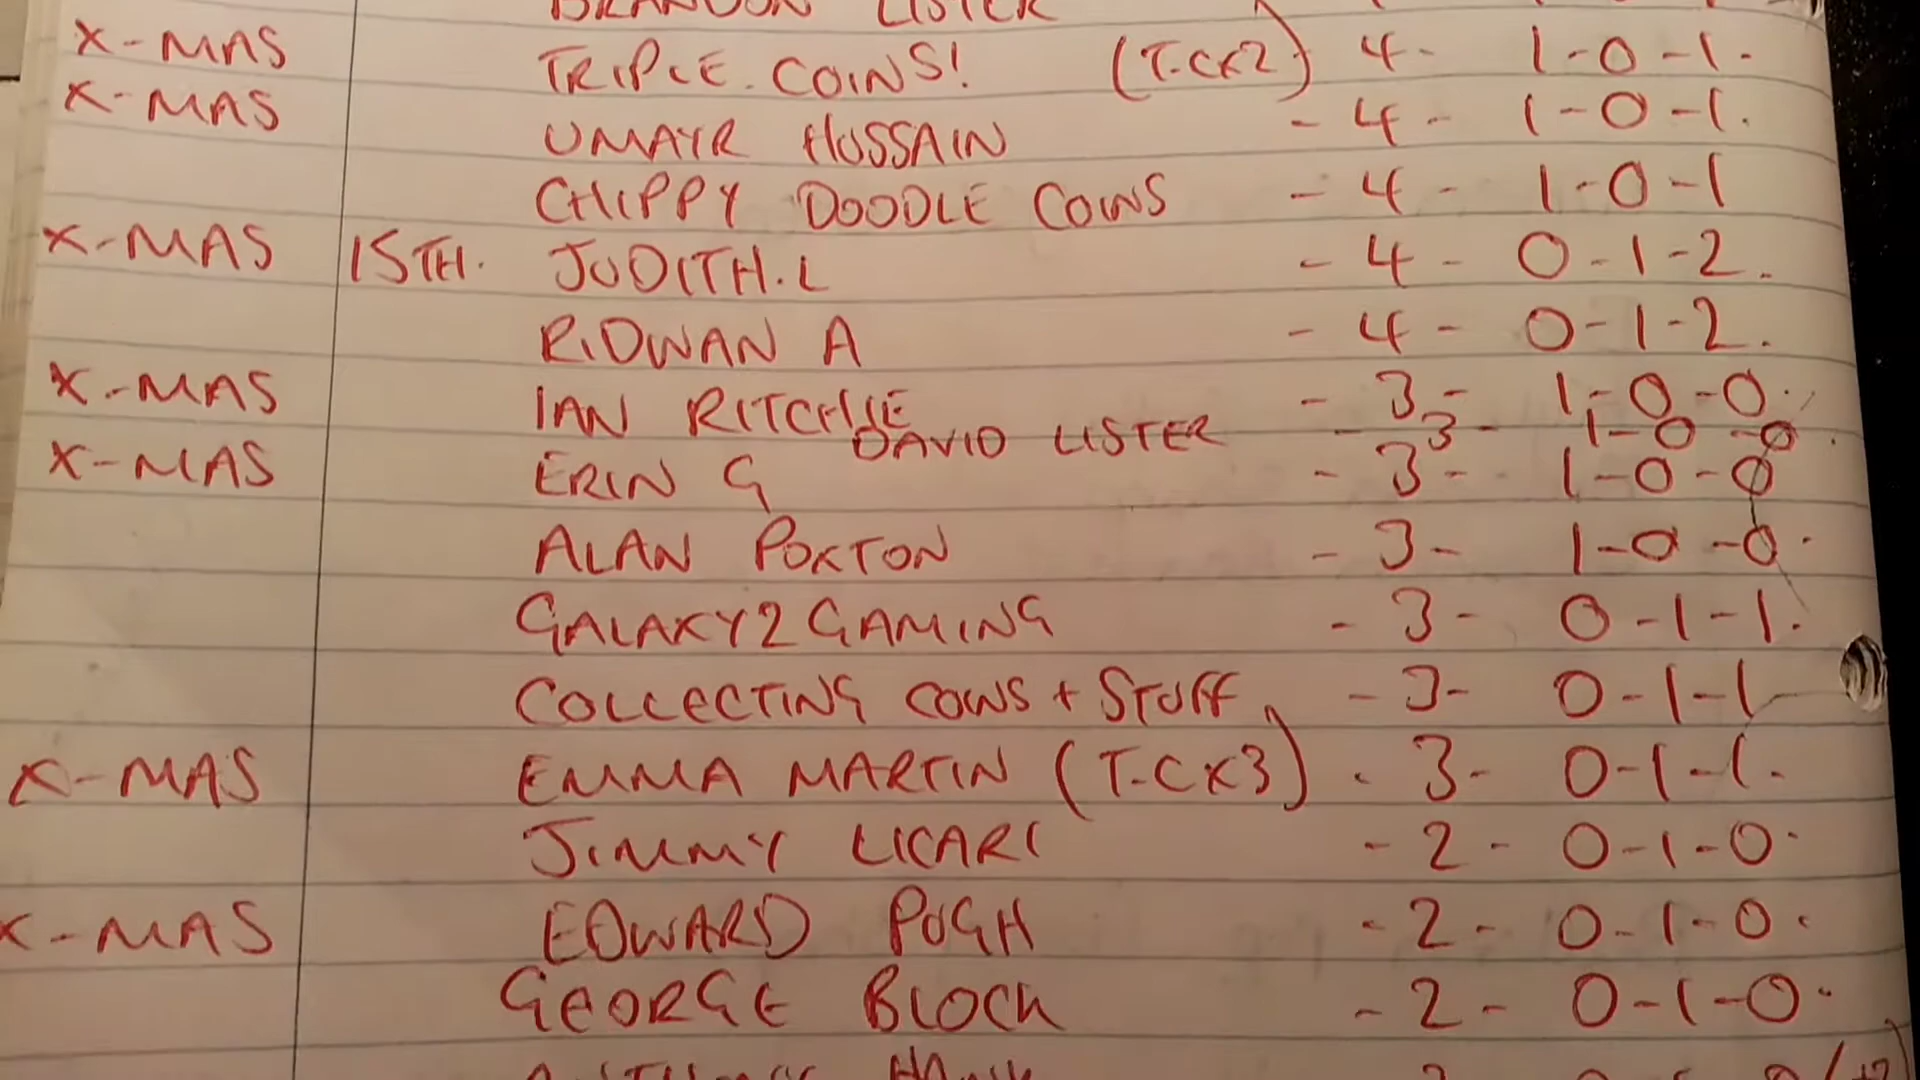 BRANDON LISTER
X-MAS TRIPLE COINS! (T.CX2) 4- 1-0-1.
X-MAS UMAYR HUSSAIN - 4 - 1-0-1.
CHIPPY DOODLE COINS - 4 - 1-0-1
X-MAS 15TH. JUDITH.L - 4 - 0-1-2.
RIDWAN A - 4 - 0-1-2.
X-MAS IAN RITCHIE - 3 - 1-0-0.
DAVID LISTER - 3 - 1-0-0.
X-MAS ERIN G - 3 - 1-0-0
ALAN POXTON - 3 - 1-0-0.
GALAXY2GAMING - 3 - 0-1-1.
COLLECTING COINS + STUFF - 3 - 0-1-1
X-MAS EMMA MARTIN (T-CX3) - 3 - 0-1-1.
JIMMY LICARI - 2 - 0-1-0.
X-MAS EDWARD PUGH - 2 - 0-1-0.
GEORGE BLOCK - 2 - 0-1-0.